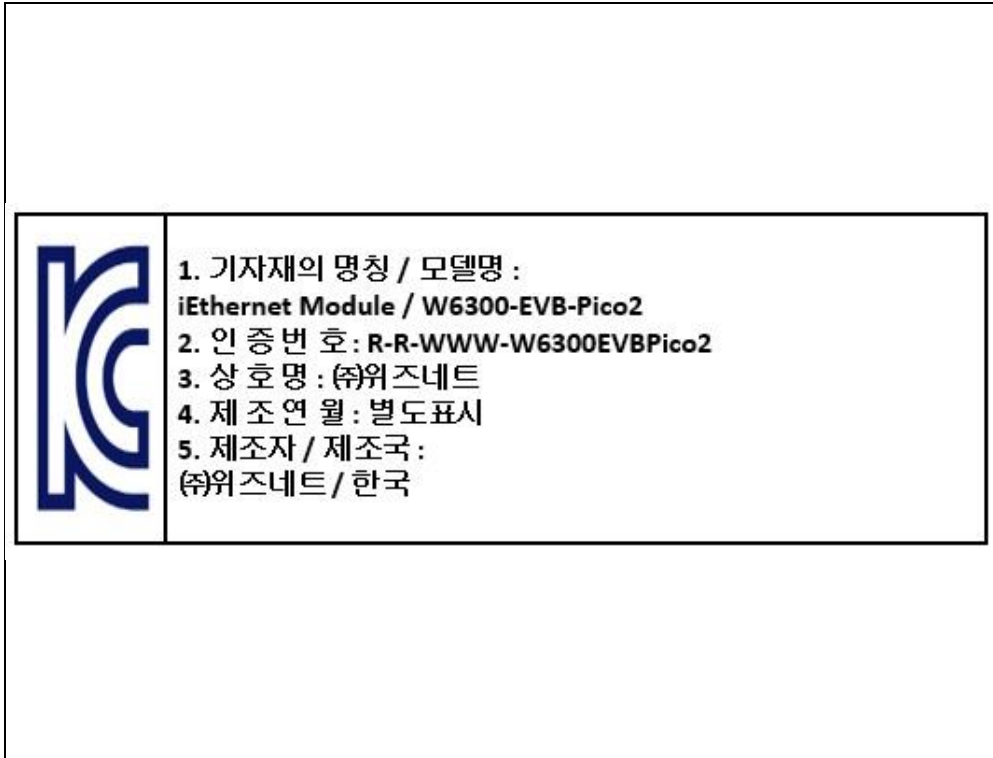 KC
1. 기자재의 명칭 / 모델명 :
iEthernet Module / W6300-EVB-Pico2
2. 인 증 번 호 : R-R-WWW-W6300EVBPico2
3. 상 호 명 : ㈜위즈네트
4. 제 조 연 월 : 별도표시
5. 제조자 / 제조국 :
㈜위즈네트 / 한국